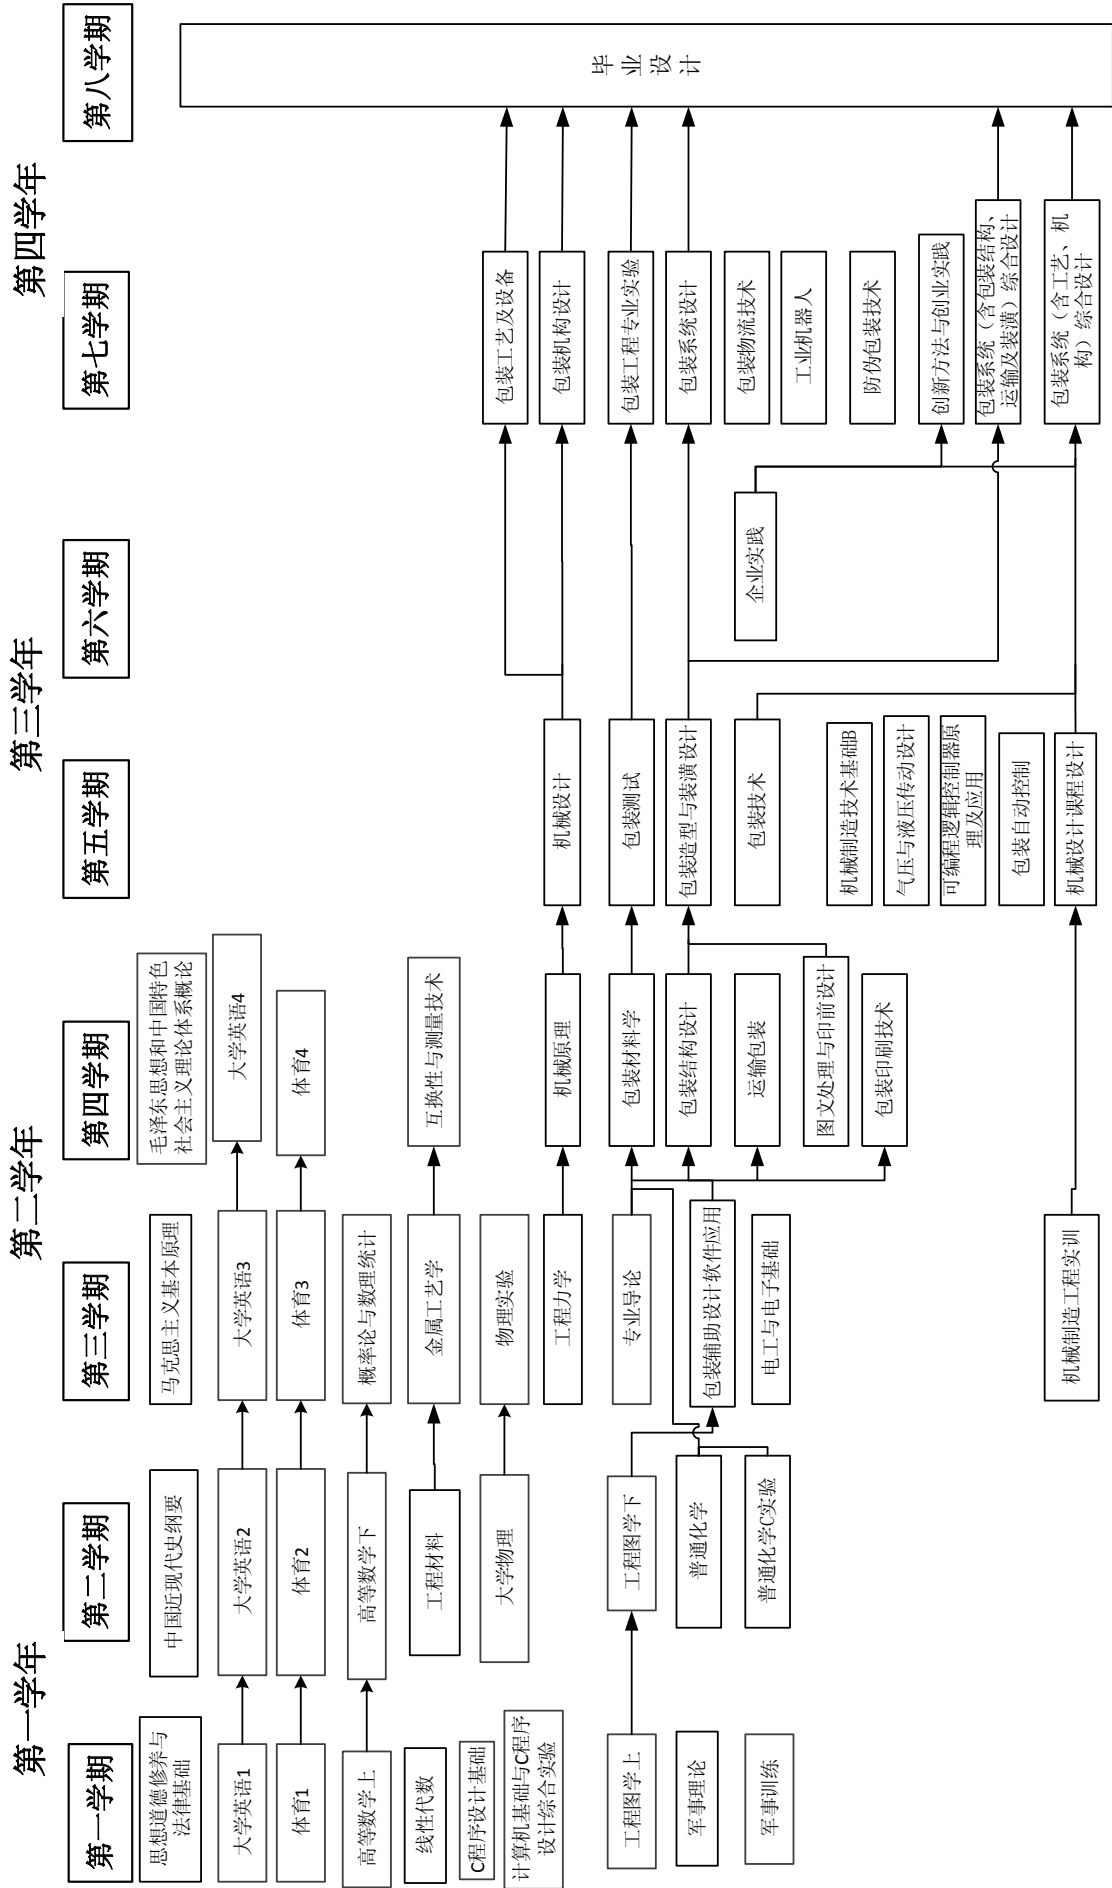 第一学年
第二学年
第三学年
第四学年
第一学期
第二学期
第三学期
第四学期
第五学期
第六学期
第七学期
第八学期
思想道德修养与
法律基础
大学英语1
体育1
高等数学上
线性代数
C程序设计基础
计算机基础与C程序
设计综合实验
工程图学上
军事理论
军事训练
中国近现代史纲要
大学英语2
体育2
高等数学下
工程材料
大学物理
工程图学下
普通化学
普通化学C实验
马克思主义基本原理
大学英语3
体育3
概率论与数理统计
金属工艺学
物理实验
工程力学
专业导论
包装辅助设计软件应用
电工与电子基础
机械制造工程实训
毛泽东思想和中国特色
社会主义理论体系概论
大学英语4
体育4
互换性与测量技术
机械原理
包装材料学
包装结构设计
运输包装
图文处理与印前设计
包装印刷技术
机械设计
包装测试
包装造型与装潢设计
包装技术
机械制造技术基础B
气压与液压传动设计
可编程逻辑控制器原
理及应用
包装自动控制
机械设计课程设计
企业实践
包装工艺及设备
包装机构设计
包装工程专业实验
包装系统设计
包装物流技术
工业机器人
防伪包装技术
创新方法与创业实践
包装系统（含包装结构、
运输及装潢）综合设计
包装系统（含工艺、机
构）综合设计
毕业设计